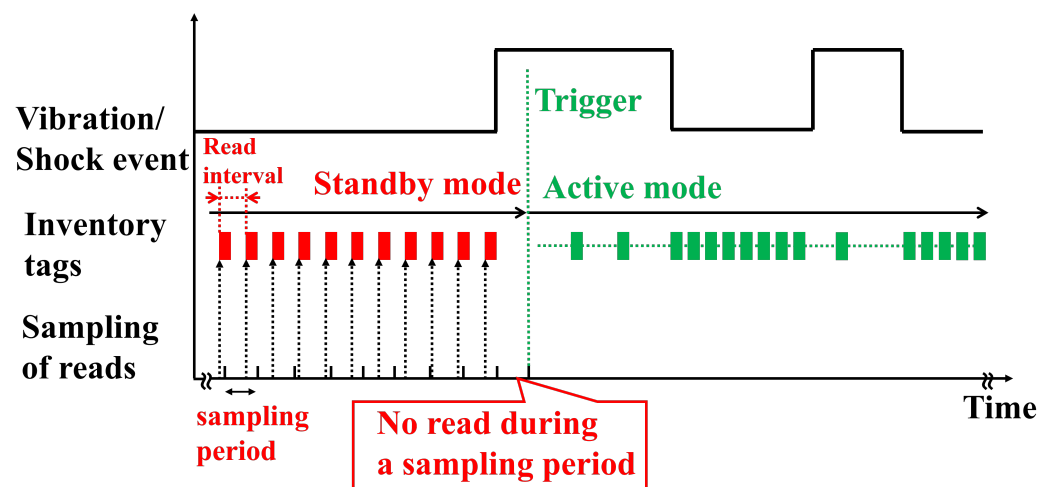 Vibration/
Shock event
Trigger
Read
interval
Standby mode
Active mode
Inventory
tags
Sampling
of reads
sampling
period
No read during
a sampling period
Time